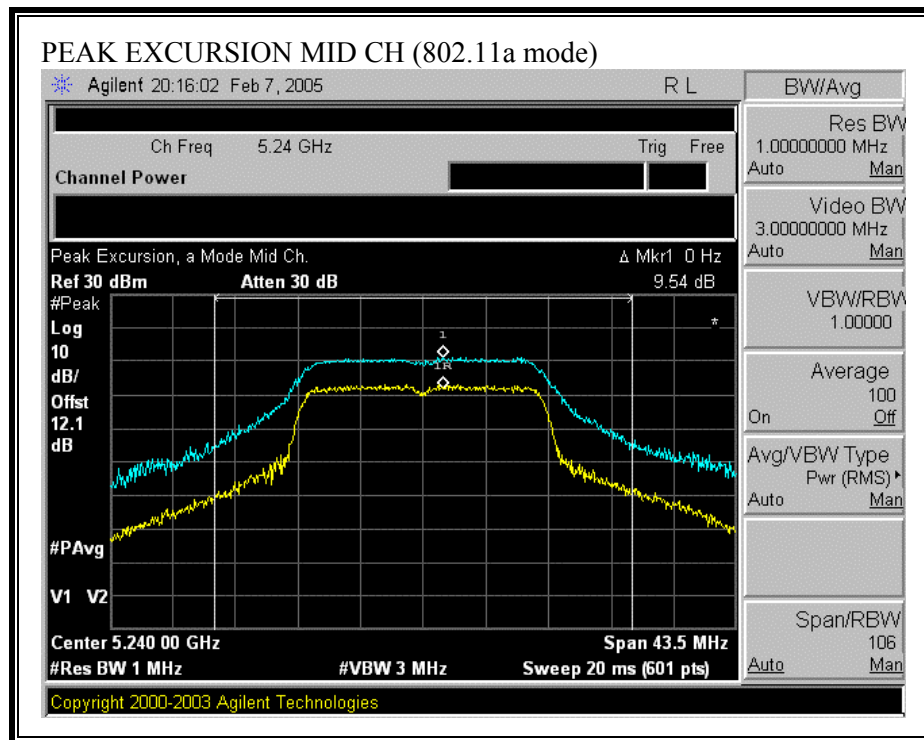 PEAK EXCURSION MID CH (802.11a mode)
Agilent 20:16:02 Feb 7, 2005 R L
BW/Avg
Ch Freq 5.24 GHz Trig Free
Channel Power
Res BW
1.00000000 MHz
Auto Man
Video BW
3.00000000 MHz
Auto Man
Peak Excursion, a Mode Mid Ch. Δ Mkr1 0 Hz
Ref 30 dBm Atten 30 dB 9.54 dB
#Peak
Log
10
dB/
Offst
12.1
dB
#PAvg
V1 V2
1
1R
*
VBW/RBW
1.00000
Average
100
On Off
Avg/VBW Type
Pwr (RMS)
Auto Man
Span/RBW
106
Auto Man
Center 5.240 00 GHz Span 43.5 MHz
#Res BW 1 MHz #VBW 3 MHz Sweep 20 ms (601 pts)
Copyright 2000-2003 Agilent Technologies